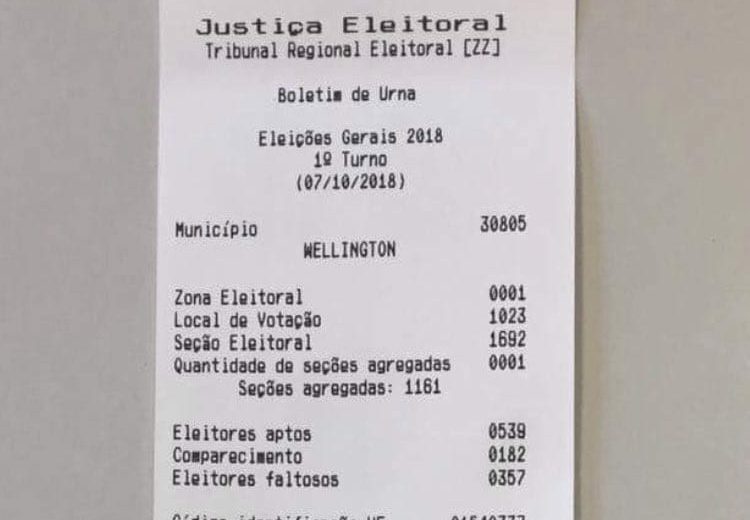 Justiça Eleitoral
Tribunal Regional Eleitoral [ZZ]
Boletim de Urna
Eleições Gerais 2018
1º Turno
(07/10/2018)
Município 30805
WELLINGTON
Zona Eleitoral 0001
Local de Votação 1023
Seção Eleitoral 1692
Quantidade de seções agregadas 0001
Seções agregadas: 1161
Eleitores aptos 0539
Comparecimento 0182
Eleitores faltosos 0357